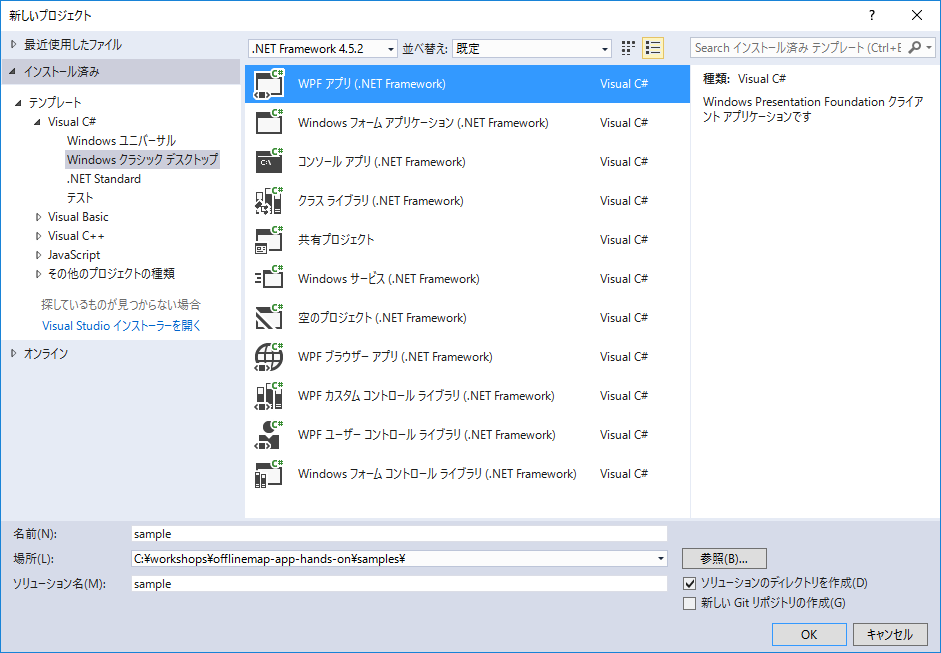 新しいプロジェクト
?
最近使用したファイル
.NET Framework 4.5.2
並べ替え:
既定
Search インストール済み テンプレート (Ctrl+E
インストール済み
テンプレート
Visual C#
Windows ユニバーサル
Windows クラシック デスクトップ
.NET Standard
テスト
Visual Basic
Visual C++
JavaScript
その他のプロジェクトの種類
探しているものが見つからない場合
Visual Studio インストーラーを開く
オンライン
WPF アプリ (.NET Framework) Visual C#
Windows フォーム アプリケーション (.NET Framework) Visual C#
コンソール アプリ (.NET Framework) Visual C#
クラス ライブラリ (.NET Framework) Visual C#
共有プロジェクト Visual C#
Windows サービス (.NET Framework) Visual C#
空のプロジェクト (.NET Framework) Visual C#
WPF ブラウザー アプリ (.NET Framework) Visual C#
WPF カスタム コントロール ライブラリ (.NET Framework) Visual C#
WPF ユーザー コントロール ライブラリ (.NET Framework) Visual C#
Windows フォーム コントロール ライブラリ (.NET Framework) Visual C#
種類: Visual C#
Windows Presentation Foundation クライア
ント アプリケーションです
名前(N): sample
場所(L): C:¥workshops¥offlinemap-app-hands-on¥samples¥
参照(B)...
ソリューション名(M): sample
ソリューションのディレクトリを作成(D)
新しい Git リポジトリの作成(G)
OK
キャンセル